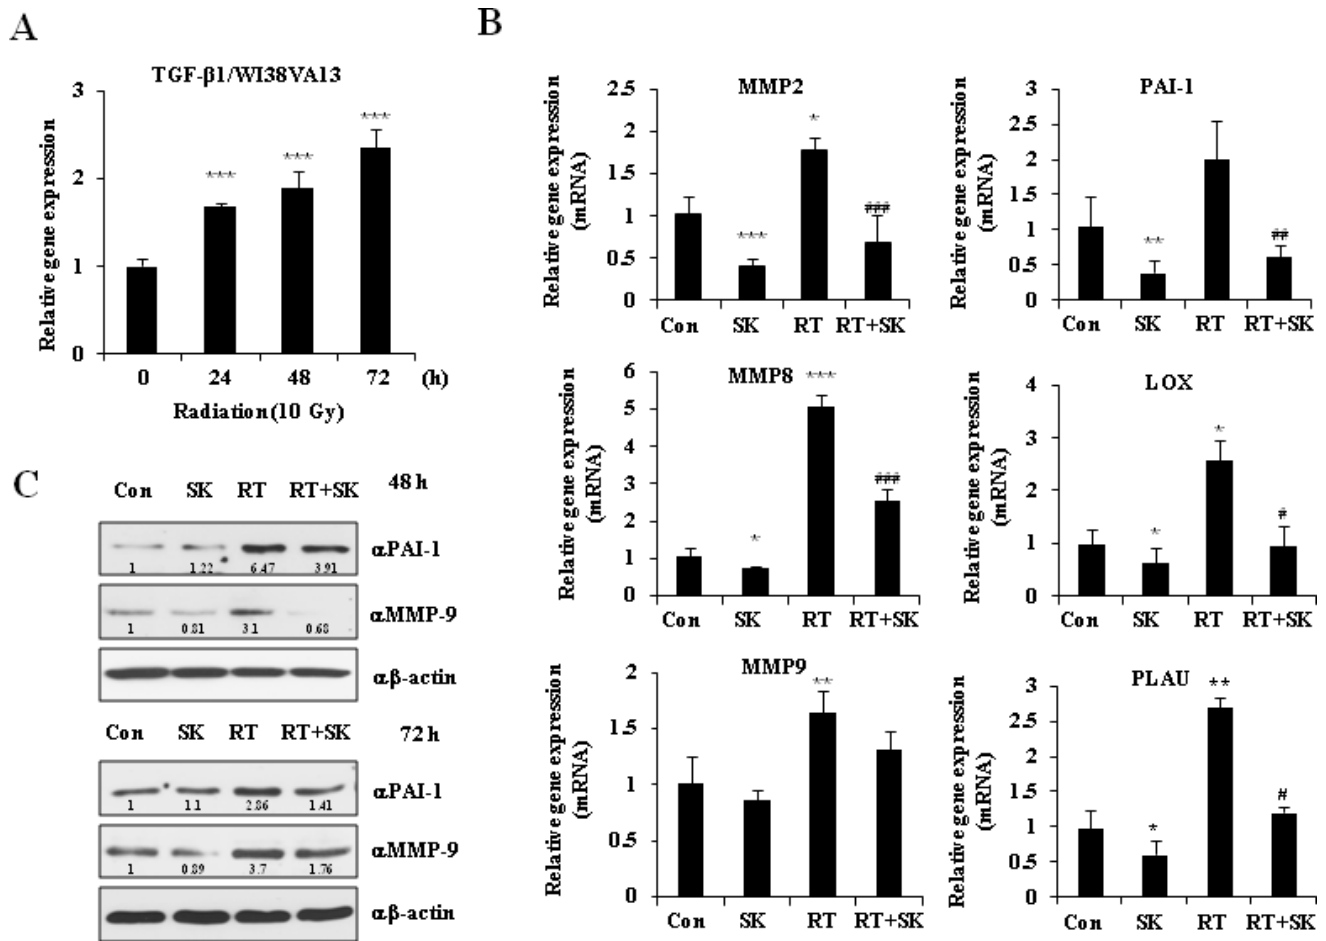 A
TGF-β1/WI38VA13
Relative gene expression
3
2
1
0
***
***
***
0 24 48 72 (h)
Radiation(10 Gy)
B
MMP2
Relative gene expression
(mRNA)
2.5
2
1.5
1
0.5
0
***
*
###
Con SK RT RT+SK
PAI-1
Relative gene expression
(mRNA)
3
2.5
2
1.5
1
0.5
0
**
##
Con SK RT RT+SK
MMP8
Relative gene expression
(mRNA)
6
5
4
3
2
1
0
*
***
###
Con SK RT RT+SK
LOX
Relative gene expression
(mRNA)
4
3
2
1
0
*
*
#
Con SK RT RT+SK
MMP9
Relative gene expression
(mRNA)
2
1.5
1
0.5
0
**
Con SK RT RT+SK
PLAU
Relative gene expression
(mRNA)
3
2.5
2
1.5
1
0.5
0
*
**
#
Con SK RT RT+SK
C
Con SK RT RT+SK 48 h
1 1.22 6.47 3.91 αPAI-1
1 0.81 3.1 0.68 αMMP-9
αβ-actin
Con SK RT RT+SK 72 h
1 1.1 2.86 1.41 αPAI-1
1 0.89 3.7 1.76 αMMP-9
αβ-actin